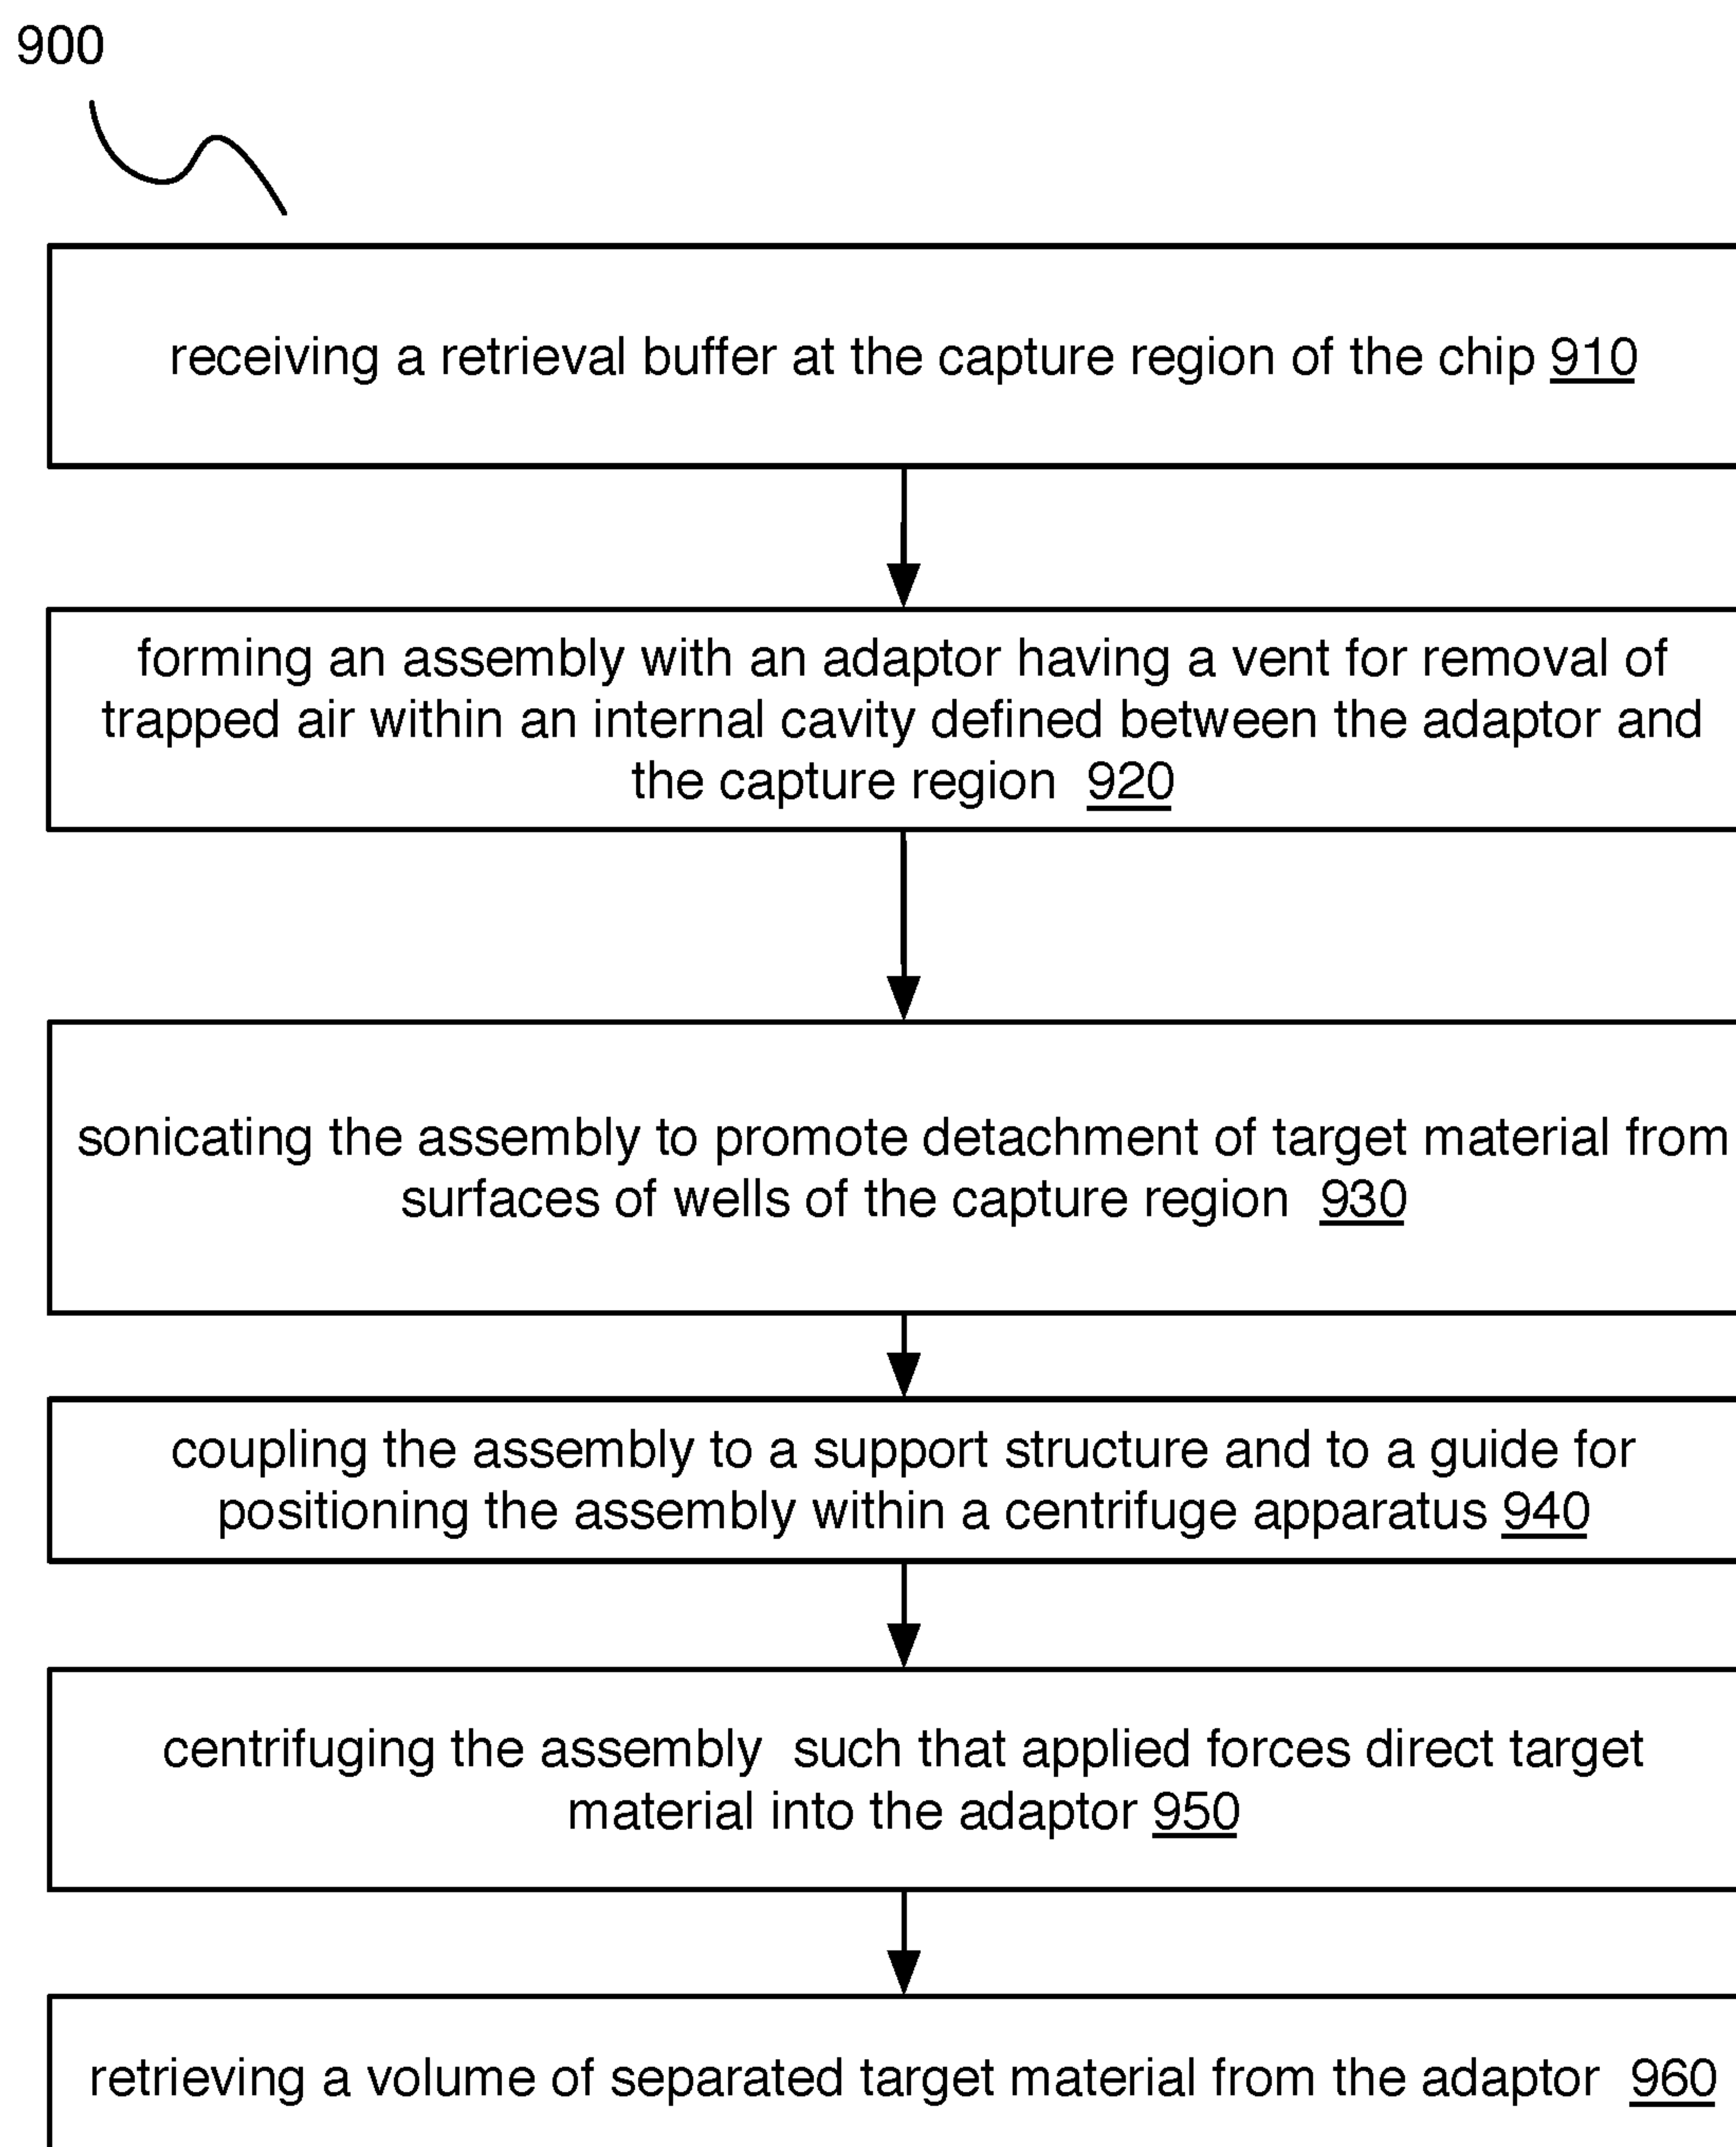 900
receiving a retrieval buffer at the capture region of the chip 910
forming an assembly with an adaptor having a vent for removal of
trapped air within an internal cavity defined between the adaptor and
the capture region 920
sonicating the assembly to promote detachment of target material from
surfaces of wells of the capture region 930
coupling the assembly to a support structure and to a guide for
positioning the assembly within a centrifuge apparatus 940
centrifuging the assembly such that applied forces direct target
material into the adaptor 950
retrieving a volume of separated target material from the adaptor 960